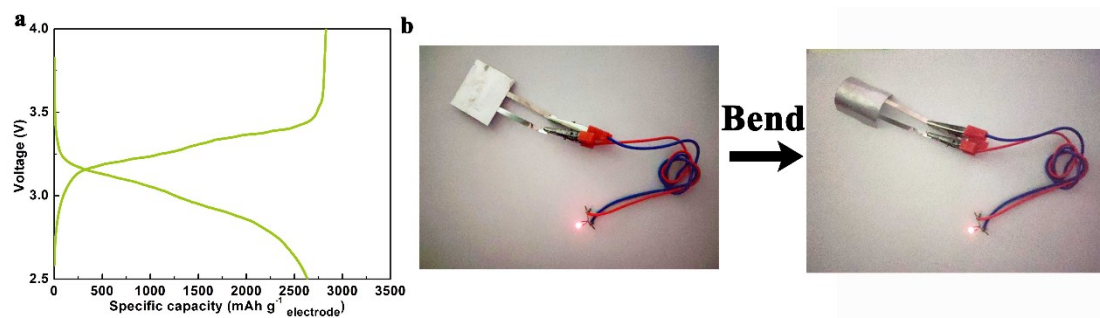 a
4.0
3.5
3.0
2.5
Voltage (V)
0 500 1000 1500 2000 2500 3000 3500
Specific capacity (mAh g-1 electrode)
b
Bend